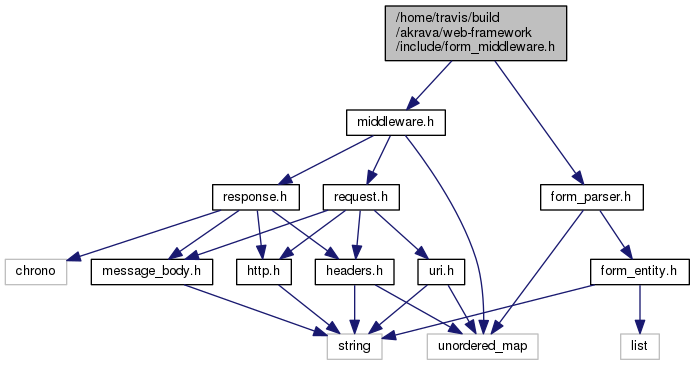 /home/travis/build
/akrava/web-framework
/include/form_middleware.h
middleware.h
response.h
request.h
form_parser.h
chrono
message_body.h
http.h
headers.h
uri.h
form_entity.h
string
unordered_map
list